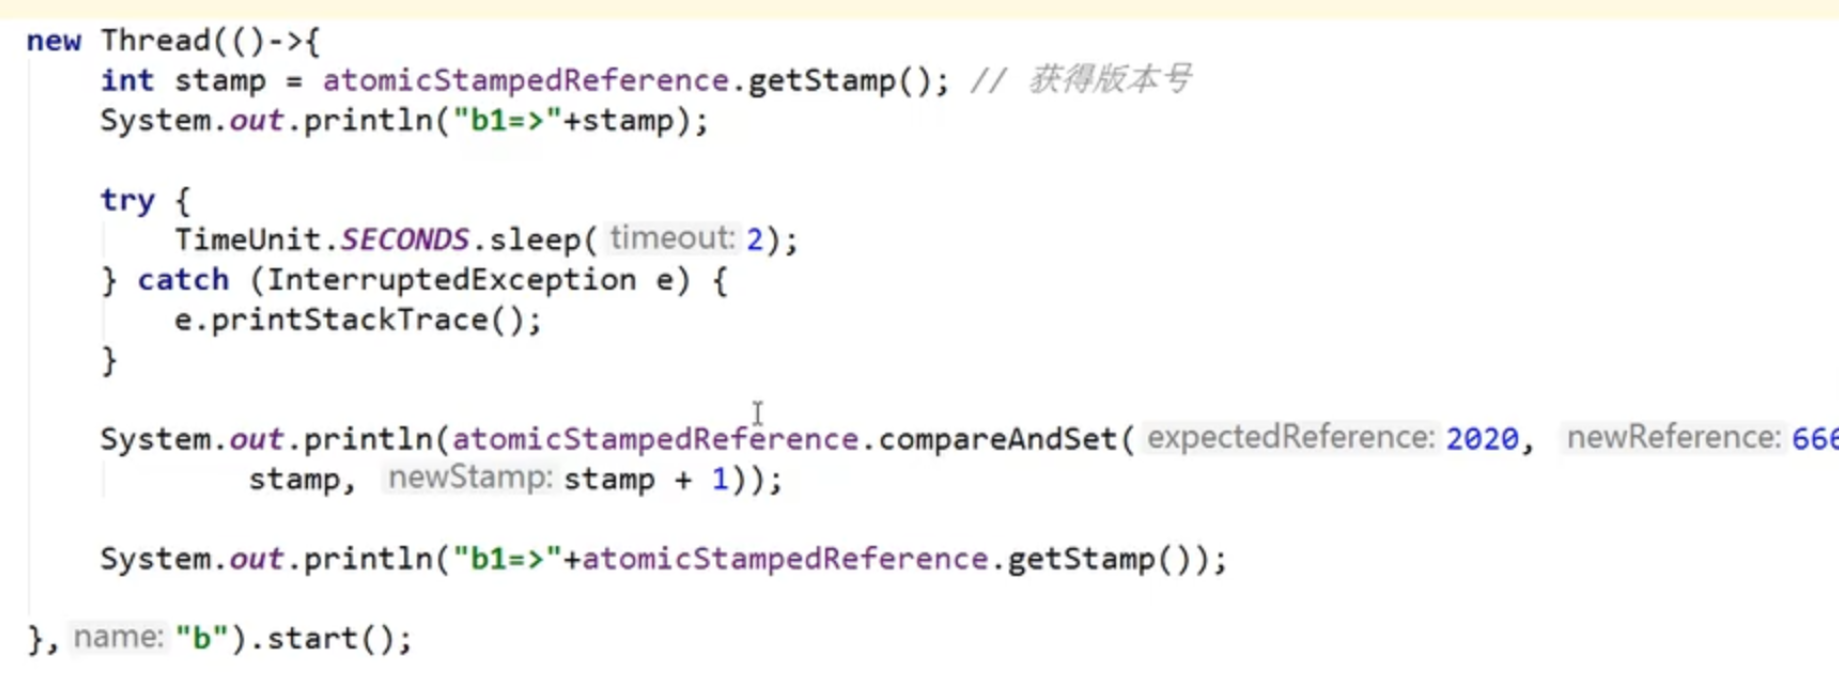 new Thread(()->{
int stamp = atomicStampedReference.getStamp(); // 获得版本号
System.out.println("b1=>"+stamp);
try {
TimeUnit.SECONDS.sleep( timeout: 2);
} catch (InterruptedException e) {
e.printStackTrace();
}
System.out.println(atomicStampedReference.compareAndSet( expectedReference: 2020, newReference:
stamp, newStamp: stamp + 1));
System.out.println("b1=>"+atomicStampedReference.getStamp());
}, name: "b").start();